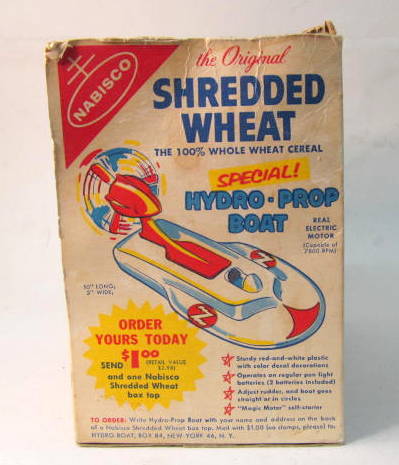 NABISCO
the Original
SHREDDED
WHEAT
THE 100% WHOLE WHEAT CEREAL
SPECIAL!
HYDRO-PROP
BOAT
REAL
ELECTRIC
MOTOR
(Capable of
7800 RPM)
10" LONG;
5" WIDE;
Z
Z
ORDER
YOURS TODAY
SEND $1.00 (RETAIL VALUE
$2.98)
and one Nabisco
Shredded Wheat
box top
Sturdy red-and-white plastic
with color decal decorations
Operates on regular pen light
batteries (2 batteries included)
Adjust rudder, and boat goes
straight or in circles
"Magic Motor" self-starter
TO ORDER: Write Hydro-Prop Boat with your name and address on the back
of a Nabisco Shredded Wheat box top. Mail with $1.00 (no stamps, please) to:
HYDRO BOAT, BOX 84, NEW YORK 46, N. Y.